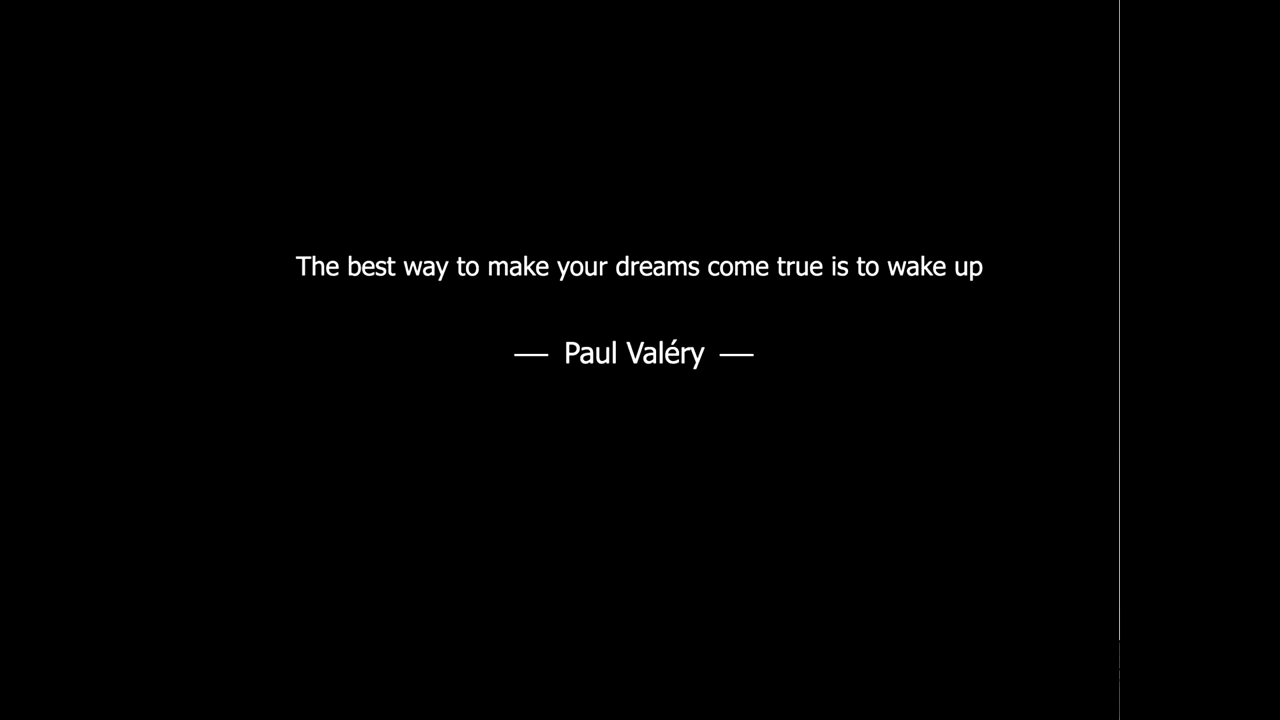 The best way to make your dreams come true is to wake up
— Paul Valéry —